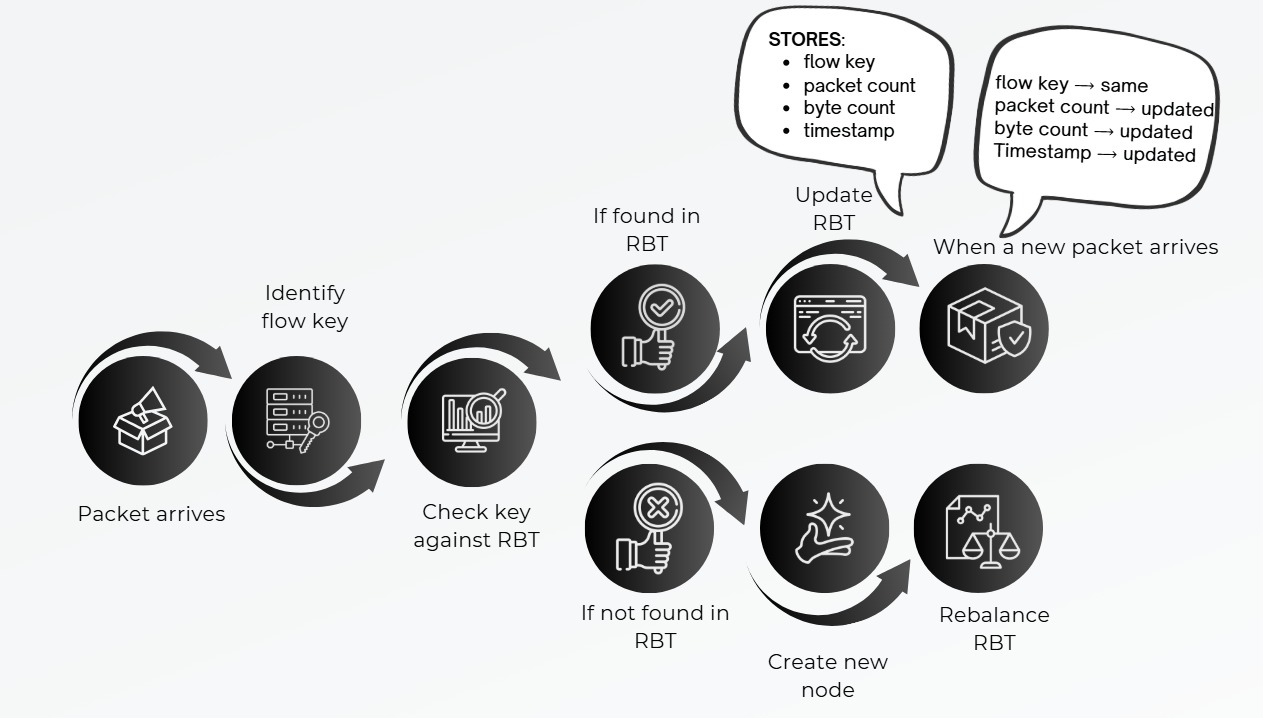 STORES:
• flow key
• packet count
• byte count
• timestamp
flow key → same
packet count → updated
byte count → updated
Timestamp → updated
Packet arrives
Identify
flow key
Check key
against RBT
If found in
RBT
Update
RBT
When a new packet arrives
If not found in
RBT
Create new
node
Rebalance
RBT